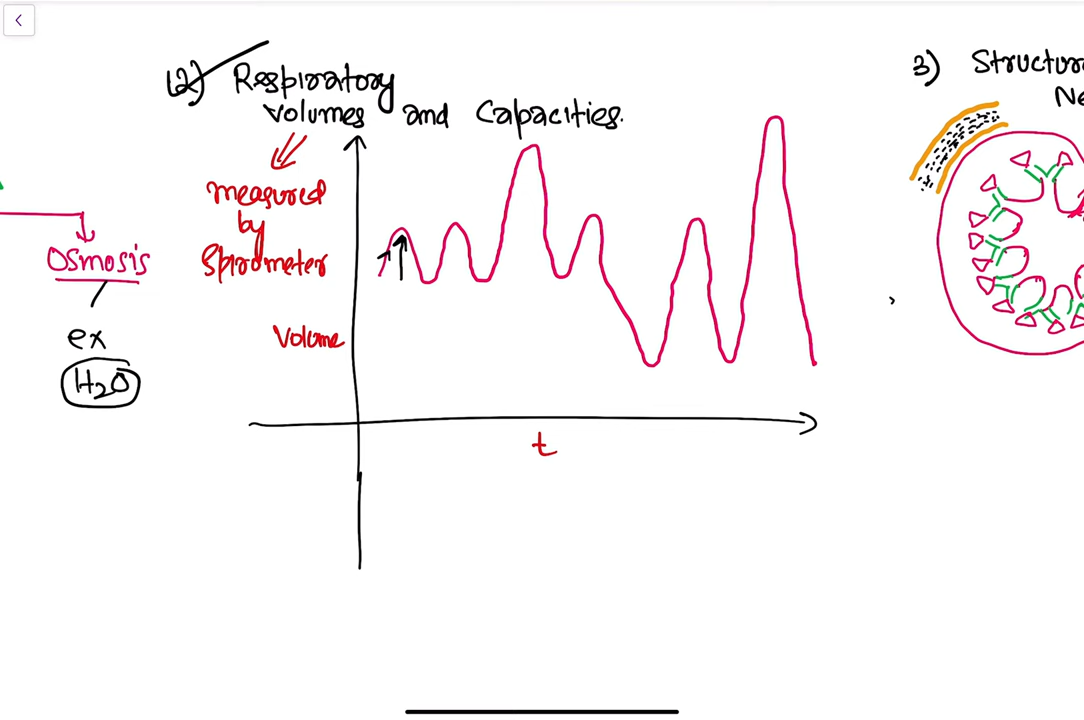 (2) Respiratory
volumes and Capacities.
measured
by
Spirometer
Volume
t
Osmosis
ex
H2O
3) Structur
Ne